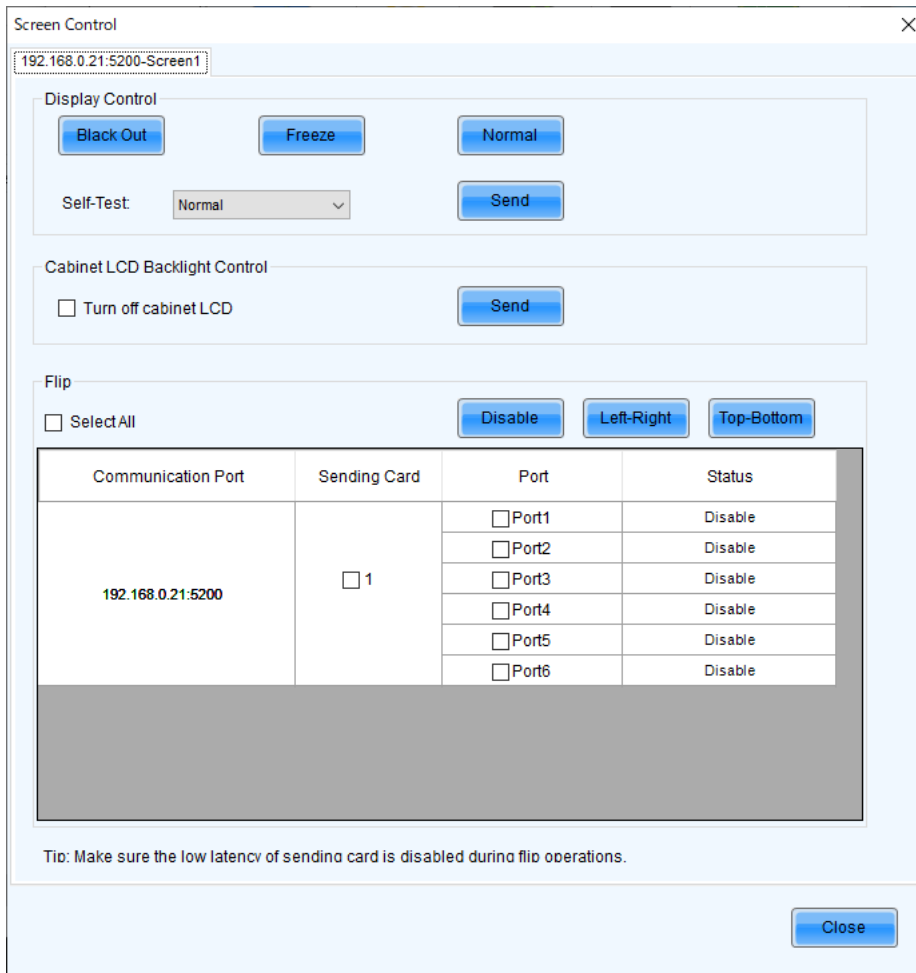 Screen Control
192.168.0.21:5200-Screen1
Display Control
Black Out Freeze Normal
Self-Test: Normal Send
Cabinet LCD Backlight Control
Turn off cabinet LCD Send
Flip
Select All Disable Left-Right Top-Bottom
Communication Port Sending Card Port Status
Port1 Disable
Port2 Disable
192.168.0.21:5200 1 Port3 Disable
Port4 Disable
Port5 Disable
Port6 Disable
Tip: Make sure the low latency of sending card is disabled during flip operations.
Close